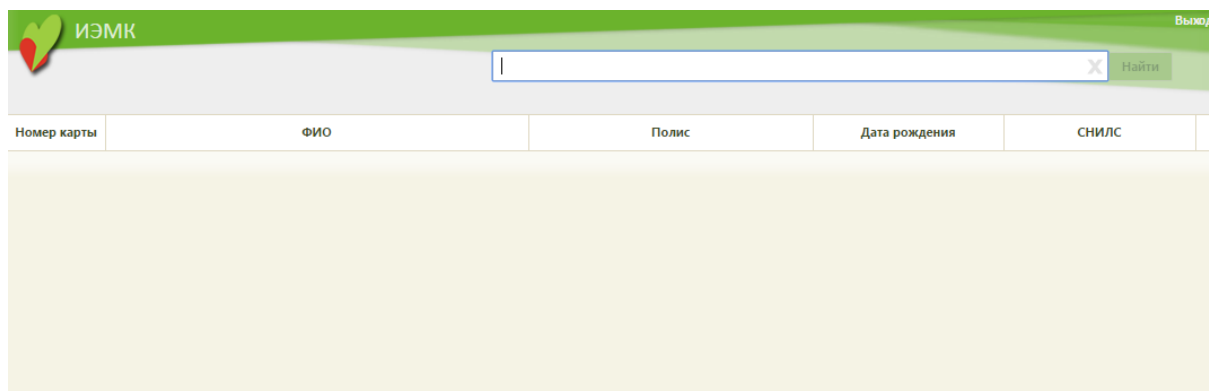 ИЭМК
Выход
Найти
Номер карты ФИО Полис Дата рождения СНИЛС